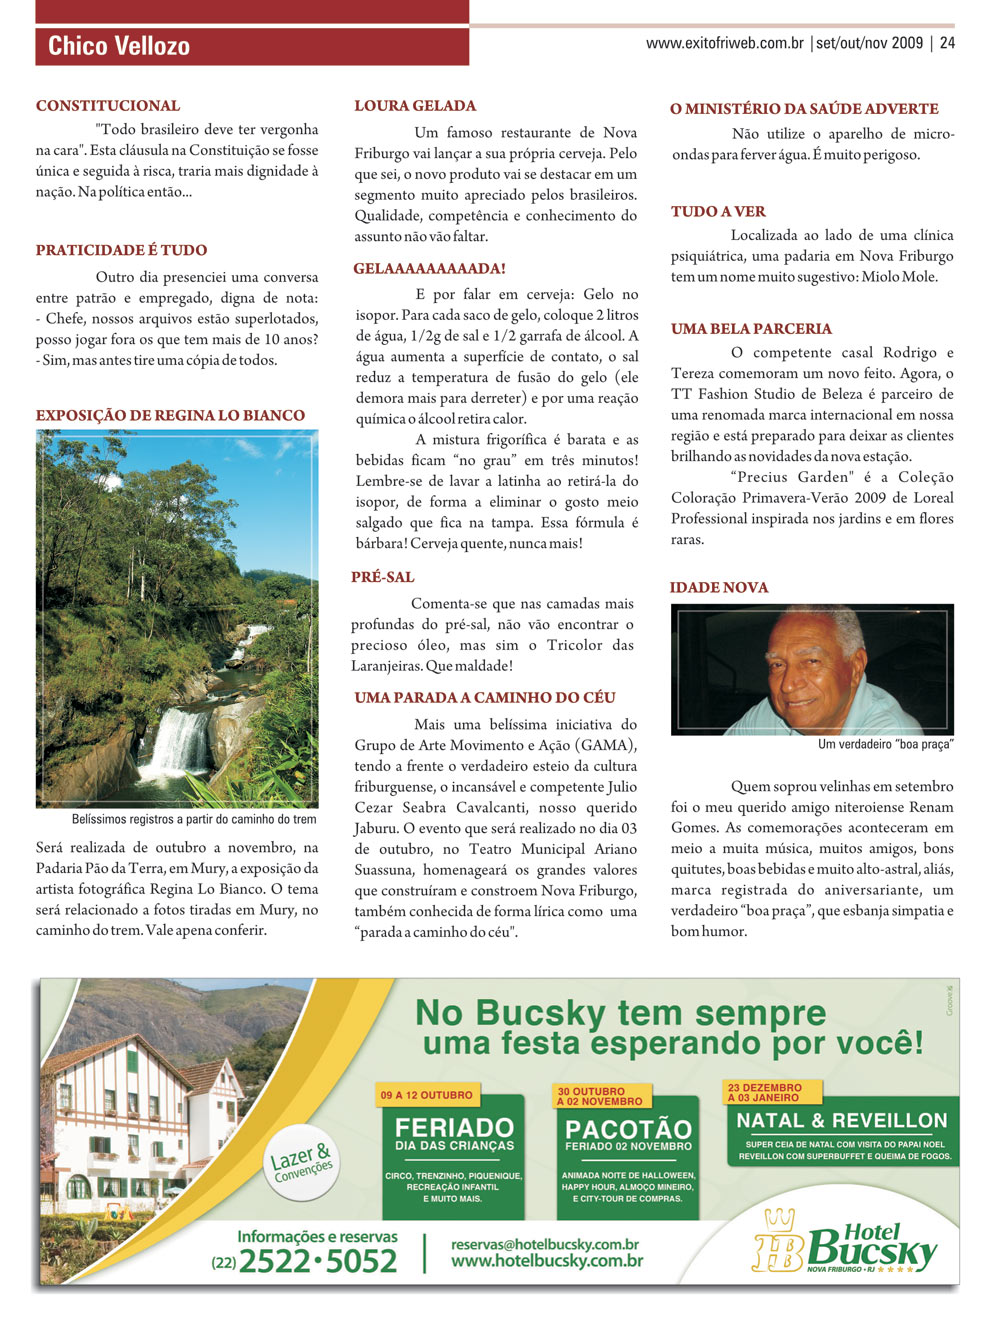 Chico Vellozo
www.exitofriweb.com.br | set/out/nov 2009 | 24
CONSTITUCIONAL
"Todo brasileiro deve ter vergonha
na cara". Esta cláusula na Constituição se fosse
única e seguida à risca, traria mais dignidade à
nação. Na política então...
PRATICIDADE É TUDO
Outro dia presenciei uma conversa
entre patrão e empregado, digna de nota:
- Chefe, nossos arquivos estão superlotados,
posso jogar fora os que tem mais de 10 anos?
- Sim, mas antes tire uma cópia de todos.
EXPOSIÇÃO DE REGINA LO BIANCO
Belíssimos registros a partir do caminho do trem
Será realizada de outubro a novembro, na
Padaria Pão da Terra, em Mury, a exposição da
artista fotográfica Regina Lo Bianco. O tema
será relacionado a fotos tiradas em Mury, no
caminho do trem. Vale apena conferir.
LOURA GELADA
Um famoso restaurante de Nova
Friburgo vai lançar a sua própria cerveja. Pelo
que sei, o novo produto vai se destacar em um
segmento muito apreciado pelos brasileiros.
Qualidade, competência e conhecimento do
assunto não vão faltar.
GELAAAAAAAAADA!
E por falar em cerveja: Gelo no
isopor. Para cada saco de gelo, coloque 2 litros
de água, 1/2g de sal e 1/2 garrafa de álcool. A
água aumenta a superfície de contato, o sal
reduz a temperatura de fusão do gelo (ele
demora mais para derreter) e por uma reação
química o álcool retira calor.
A mistura frigorífica é barata e as
bebidas ficam “no grau” em três minutos!
Lembre-se de lavar a latinha ao retirá-la do
isopor, de forma a eliminar o gosto meio
salgado que fica na tampa. Essa fórmula é
bárbara! Cerveja quente, nunca mais!
PRÉ-SAL
Comenta-se que nas camadas mais
profundas do pré-sal, não vão encontrar o
precioso óleo, mas sim o Tricolor das
Laranjeiras. Que maldade!
UMA PARADA A CAMINHO DO CÉU
Mais uma belíssima iniciativa do
Grupo de Arte Movimento e Ação (GAMA),
tendo a frente o verdadeiro esteio da cultura
friburguense, o incansável e competente Julio
Cezar Seabra Cavalcanti, nosso querido
Jaburu. O evento que será realizado no dia 03
de outubro, no Teatro Municipal Ariano
Suassuna, homenageará os grandes valores
que construíram e constroem Nova Friburgo,
também conhecida de forma lírica como uma
“parada a caminho do céu".
O MINISTÉRIO DA SAÚDE ADVERTE
Não utilize o aparelho de micro-
ondas para ferver água. É muito perigoso.
TUDO A VER
Localizada ao lado de uma clínica
psiquiátrica, uma padaria em Nova Friburgo
tem um nome muito sugestivo: Miolo Mole.
UMA BELA PARCERIA
O competente casal Rodrigo e
Tereza comemoram um novo feito. Agora, o
TT Fashion Studio de Beleza é parceiro de
uma renomada marca internacional em nossa
região e está preparado para deixar as clientes
brilhando as novidades da nova estação.
“Precius Garden" é a Coleção
Coloração Primavera-Verão 2009 de Loreal
Professional inspirada nos jardins e em flores
raras.
IDADE NOVA
Um verdadeiro “boa praça”
Quem soprou velinhas em setembro
foi o meu querido amigo niteroiense Renam
Gomes. As comemorações aconteceram em
meio a muita música, muitos amigos, bons
quitutes, boas bebidas e muito alto-astral, aliás,
marca registrada do aniversariante, um
verdadeiro “boa praça”, que esbanja simpatia e
bom humor.
No Bucsky tem sempre
uma festa esperando por você!
Lazer &
Convenções
09 A 12 OUTUBRO
FERIADO
DIA DAS CRIANÇAS
CIRCO, TRENZINHO, PIQUENIQUE,
RECREAÇÃO INFANTIL
E MUITO MAIS.
30 OUTUBRO
A 02 NOVEMBRO
PACOTÃO
FERIADO 02 NOVEMBRO
ANIMADA NOITE DE HALLOWEEN,
HAPPY HOUR, ALMOÇO MINEIRO,
E CITY-TOUR DE COMPRAS.
23 DEZEMBRO
A 03 JANEIRO
NATAL & REVEILLON
SUPER CEIA DE NATAL COM VISITA DO PAPAI NOEL
REVEILLON COM SUPERBUFFET E QUEIMA DE FOGOS.
Informações e reservas
(22) 2522·5052
reservas@hotelbucsky.com.br
www.hotelbucsky.com.br
HB
Hotel
Bucsky
NOVA FRIBURGO • RJ